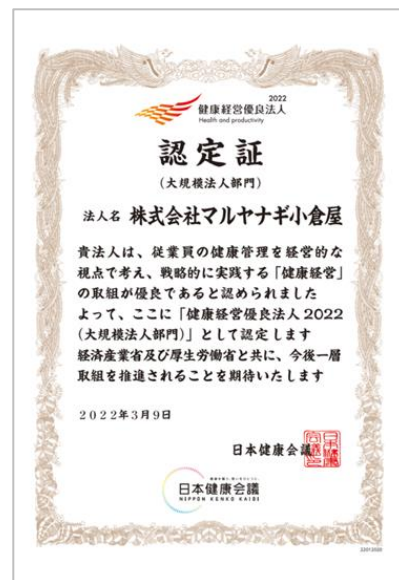 2022
健康経営優良法人
Health and productivity
認定証
(大規模法人部門)
法人名 株式会社マルヤナギ小倉屋
貴法人は、従業員の健康管理を経営的な
視点で考え、戦略的に実践する「健康経営」
の取組が優良であると認められました
よって、ここに「健康経営優良法人2022
(大規模法人部門)」として認定します
経済産業省及び厚生労働省と共に、今後一層
取組を推進されることを期待いたします
2022年3月9日
日本健康会議
日本健康会議
NIPPON KENKO KAIGI